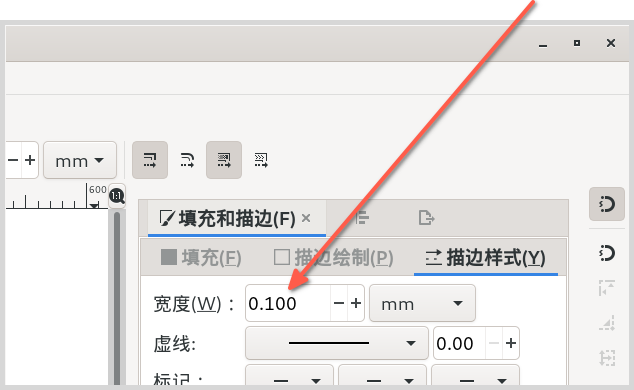 mm
600
1:1
填充和描边(F) ×
填充(F) 描边绘制(P) 描边样式(Y)
宽度(W)： 0.100 − + mm
虚线: 0.00 − +
标记：